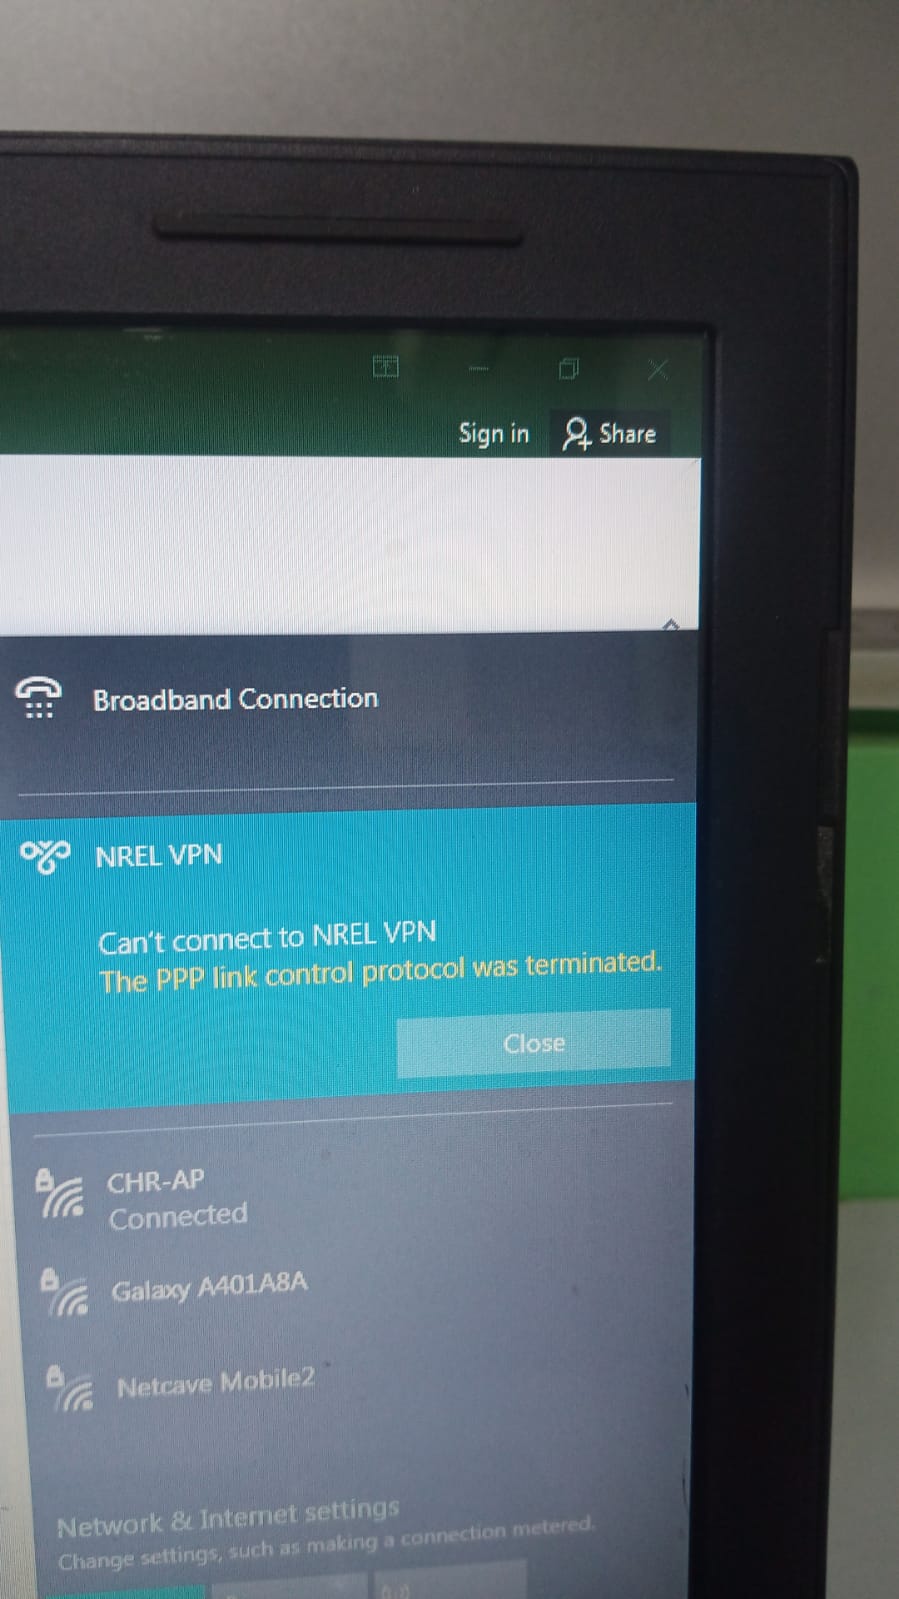 Sign in
Share
Broadband Connection
NREL VPN
Can't connect to NREL VPN
The PPP link control protocol was terminated.
Close
CHR-AP
Connected
Galaxy A401A8A
Netcave Mobile2
Network & Internet settings
Change settings, such as making a connection metered.